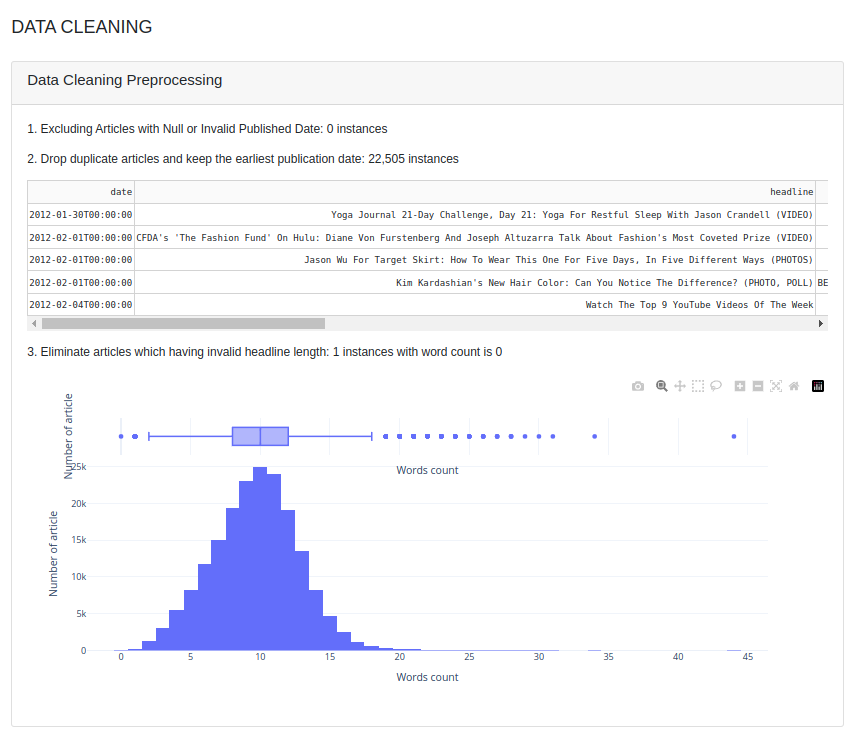 DATA CLEANING
Data Cleaning Preprocessing
1. Excluding Articles with Null or Invalid Published Date: 0 instances
2. Drop duplicate articles and keep the earliest publication date: 22,505 instances
date headline
2012-01-30T00:00:00 Yoga Journal 21-Day Challenge, Day 21: Yoga For Restful Sleep With Jason Crandell (VIDEO)
2012-02-01T00:00:00 CFDA's 'The Fashion Fund' On Hulu: Diane Von Furstenberg And Joseph Altuzarra Talk About Fashion's Most Coveted Prize (VIDEO)
2012-02-01T00:00:00 Jason Wu For Target Skirt: How To Wear This One For Five Days, In Five Different Ways (PHOTOS)
2012-02-01T00:00:00 Kim Kardashian's New Hair Color: Can You Notice The Difference? (PHOTO, POLL) BE
2012-02-04T00:00:00 Watch The Top 9 YouTube Videos Of The Week
3. Eliminate articles which having invalid headline length: 1 instances with word count is 0
Number of article
Words count
25k
20k
15k
10k
5k
0
Number of article
0 5 10 15 20 25 30 35 40 45
Words count